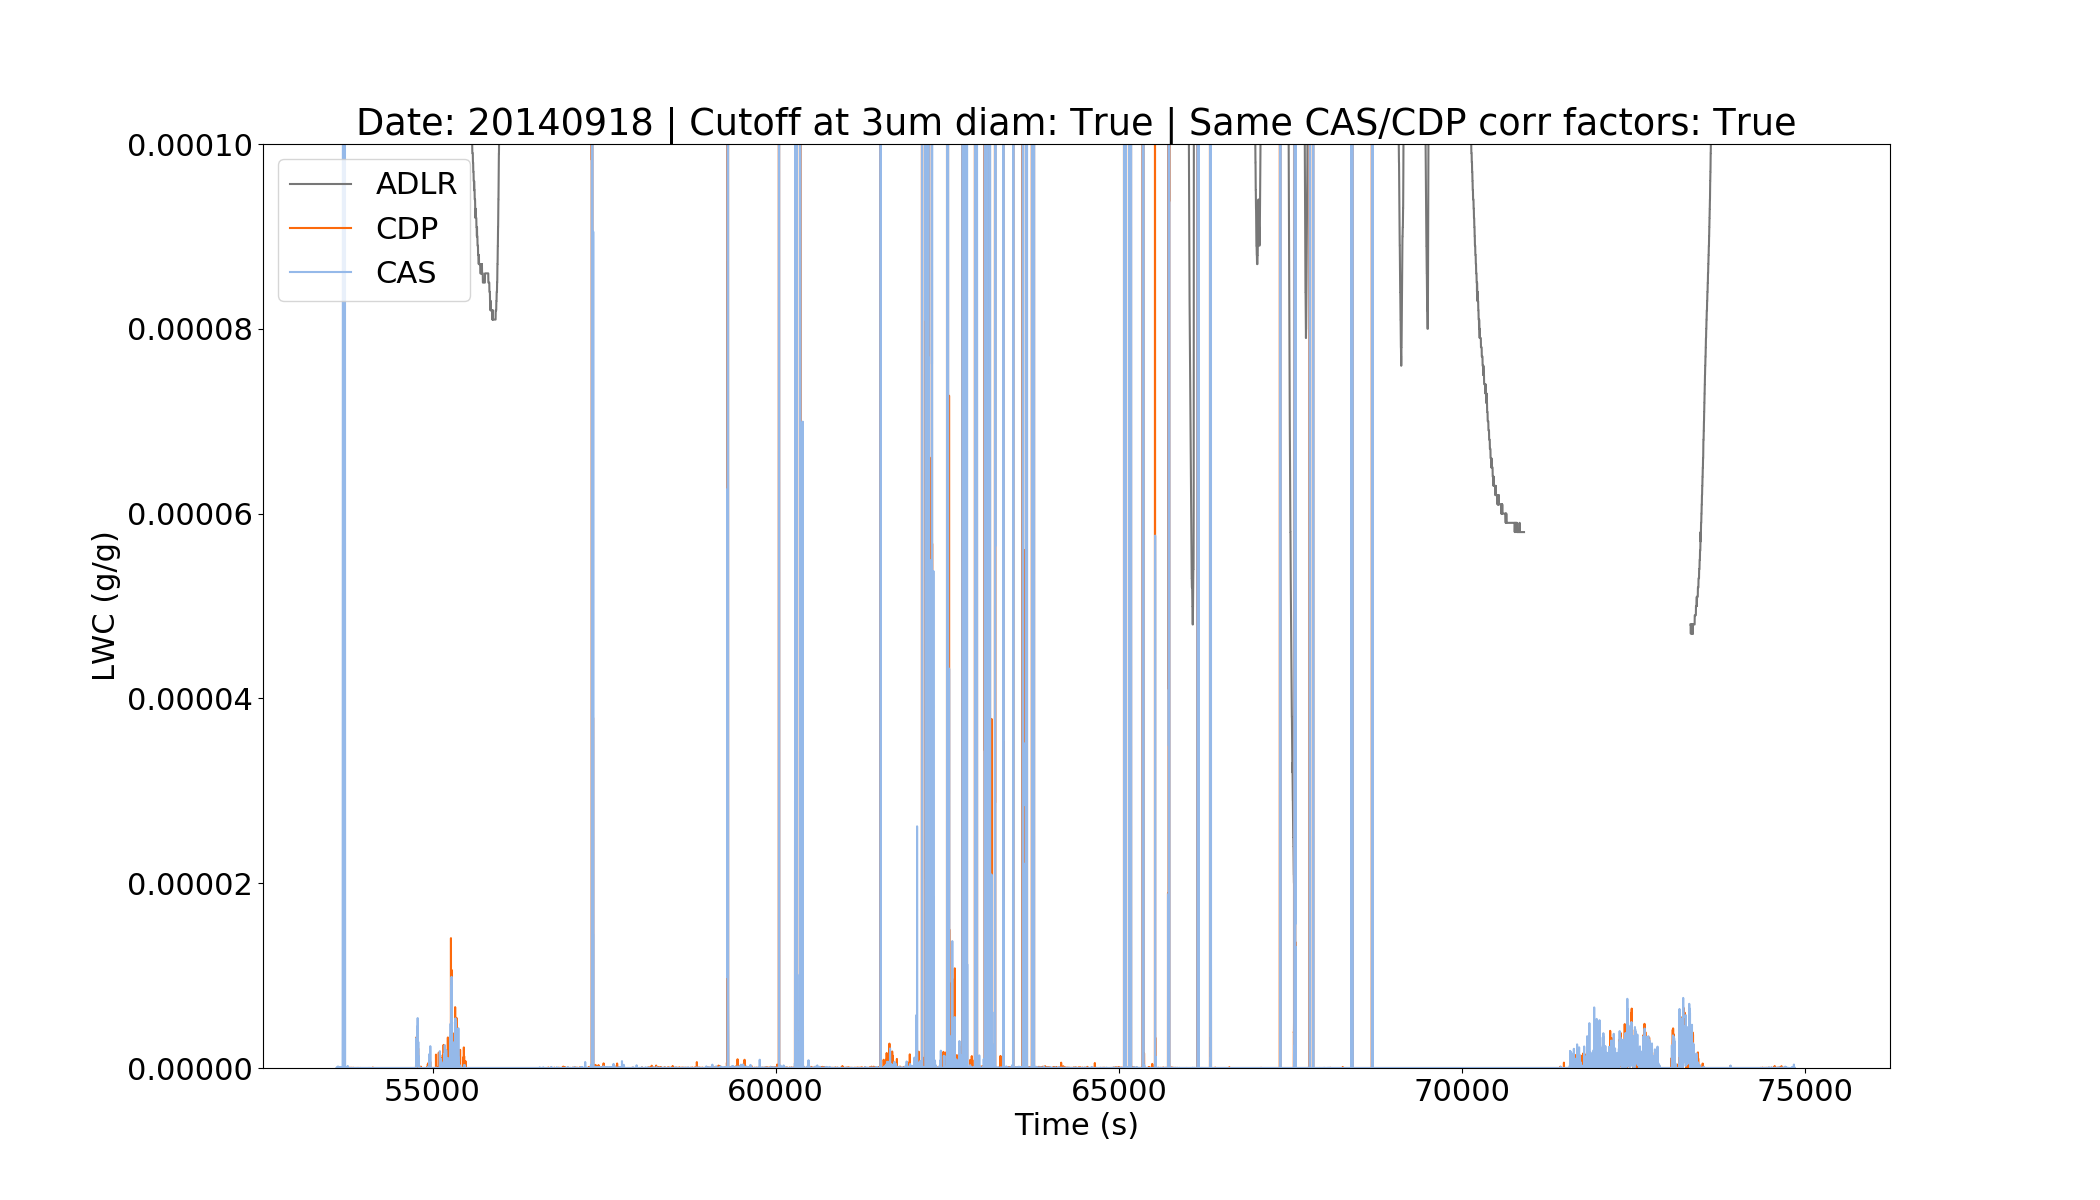 Date: 20140918 | Cutoff at 3um diam: True | Same CAS/CDP corr factors: True
0.00010
ADLR
CDP
CAS
0.00008
0.00006
LWC (g/g)
0.00004
0.00002
0.00000
55000 60000 65000 70000 75000
Time (s)